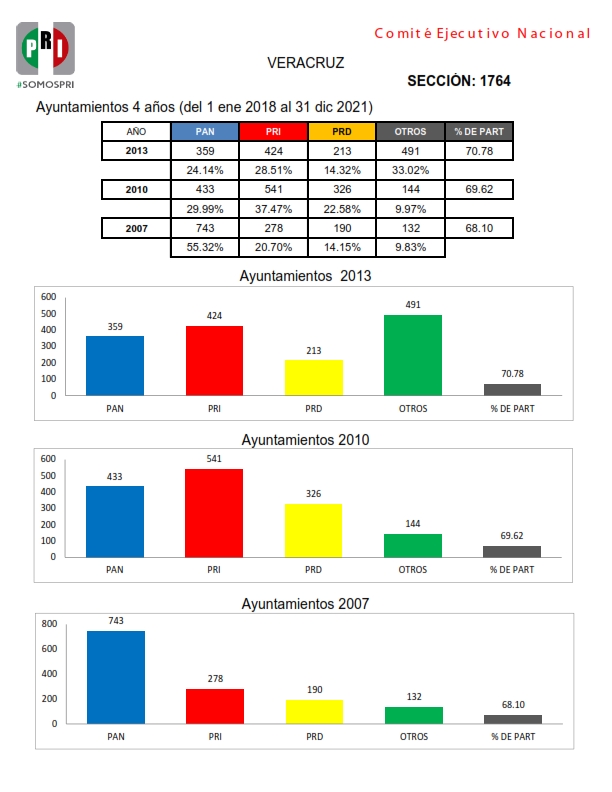 Comité Ejecutivo Nacional
PRI
#SOMOSPRI
VERACRUZ
SECCIÓN: 1764
Ayuntamientos 4 años (del 1 ene 2018 al 31 dic 2021)
AÑO PAN PRI PRD OTROS % DE PART
2013 359 424 213 491 70.78
24.14% 28.51% 14.32% 33.02%
2010 433 541 326 144 69.62
29.99% 37.47% 22.58% 9.97%
2007 743 278 190 132 68.10
55.32% 20.70% 14.15% 9.83%
Ayuntamientos 2013
600
500
400
300
200
100
0
359 424 213 491 70.78
PAN PRI PRD OTROS % DE PART
Ayuntamientos 2010
600
500
400
300
200
100
0
433 541 326 144 69.62
PAN PRI PRD OTROS % DE PART
Ayuntamientos 2007
800
600
400
200
0
743 278 190 132 68.10
PAN PRI PRD OTROS % DE PART